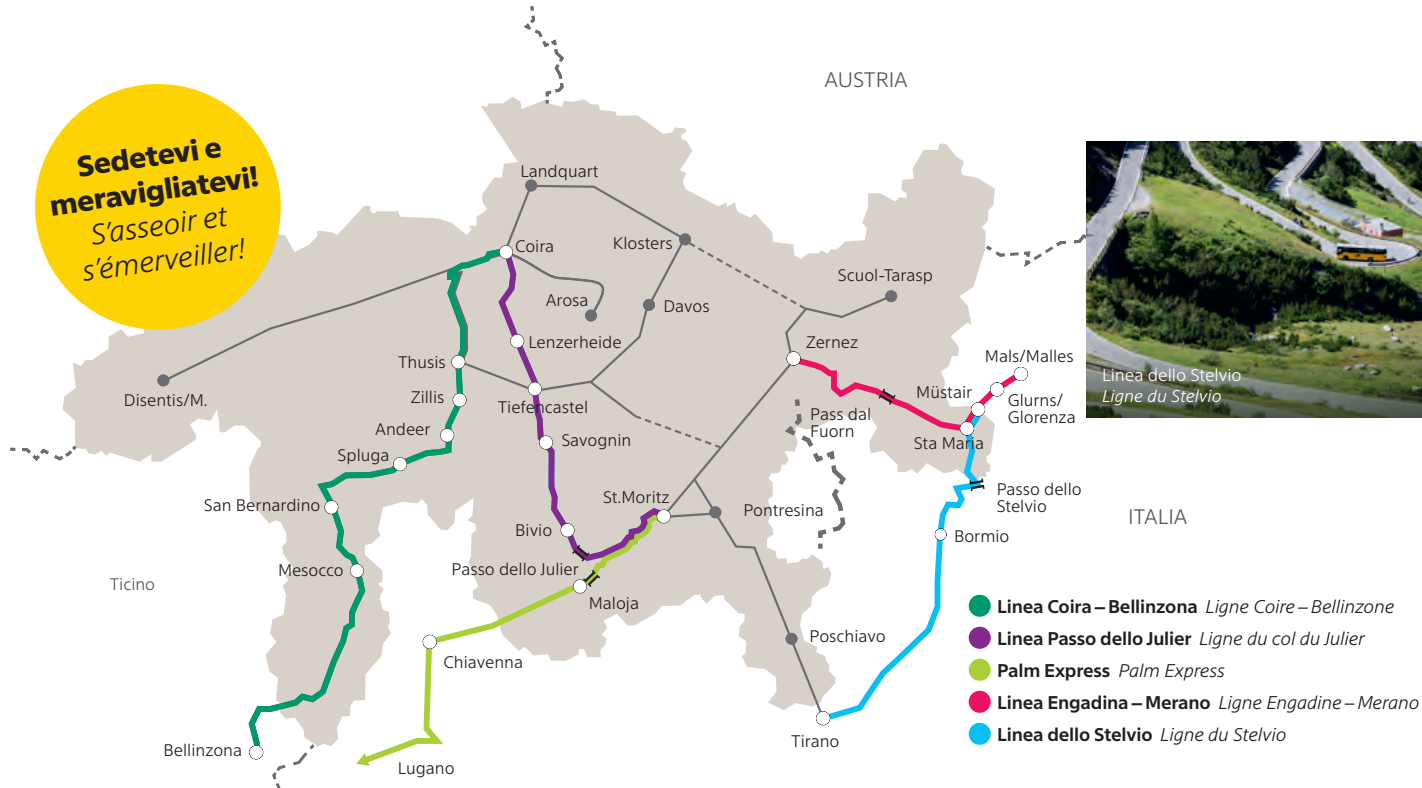 AUSTRIA
Sedetevi e
meravigliatevi!
S’asseoir et
s’émerveiller!
Landquart
Coira
Klosters
Scuol-Tarasp
Arosa
Davos
Lenzerheide
Zernez
Thusis
Mals/Malles
Disentis/M.
Zillis
Tiefencastel
Müstair
Glurns/
Glorenza
Pass dal
Fuorn
Andeer
Savognin
Sta Maria
Spluga
San Bernardino
St.Moritz
Pontresina
Passo dello
Stelvio
ITALIA
Bivio
Bormio
Mesocco
Passo dello Julier
Ticino
Maloja
Poschiavo
Chiavenna
Bellinzona
Tirano
Lugano
Linea dello Stelvio
Ligne du Stelvio
Linea Coira – Bellinzona Ligne Coire – Bellinzone
Linea Passo dello Julier Ligne du col du Julier
Palm Express Palm Express
Linea Engadina – Merano Ligne Engadine – Merano
Linea dello Stelvio Ligne du Stelvio